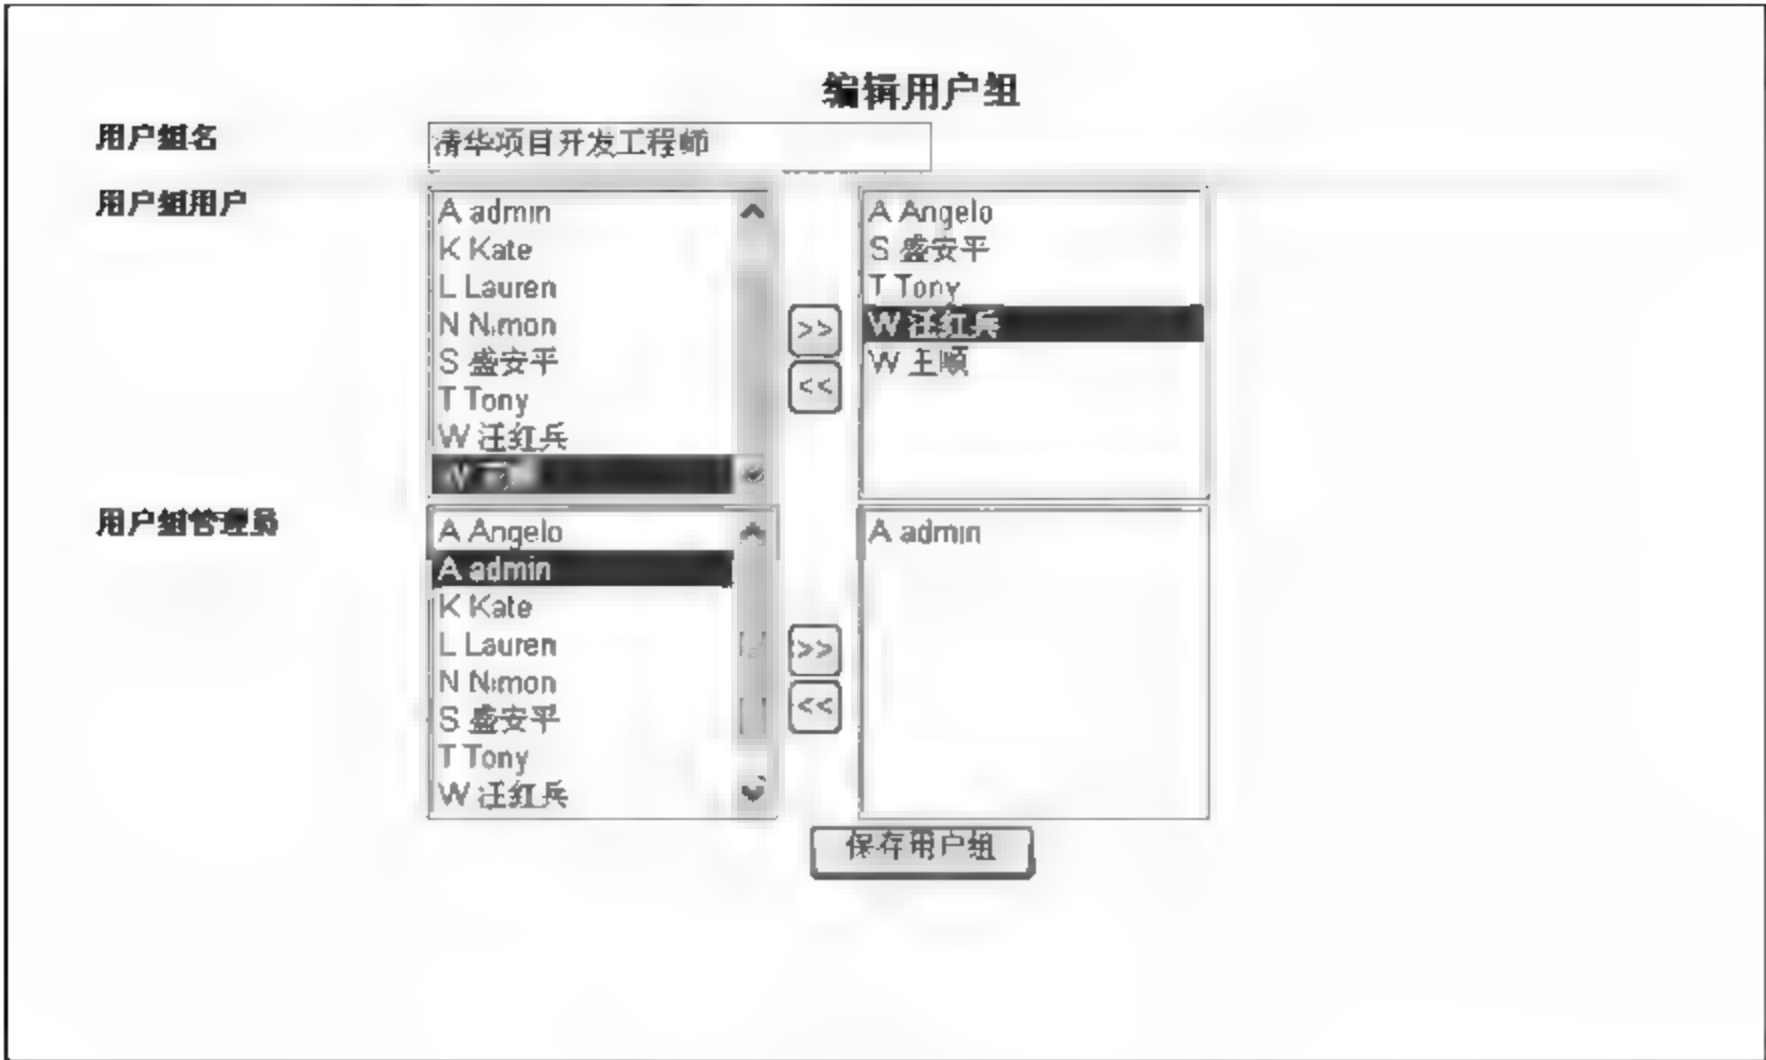 编辑用户组
用户组名
清华项目开发工程师
用户组用户
A admin
K Kate
L Lauren
N Nimon
S 盛安平
T Tony
W 汪红兵
W
>>
<<
A Angelo
S 盛安平
T Tony
W 汪红兵
W 王顺
用户组管理员
A Angelo
A admin
K Kate
L Lauren
N Nimon
S 盛安平
T Tony
W 汪红兵
>>
<<
A admin
保存用户组